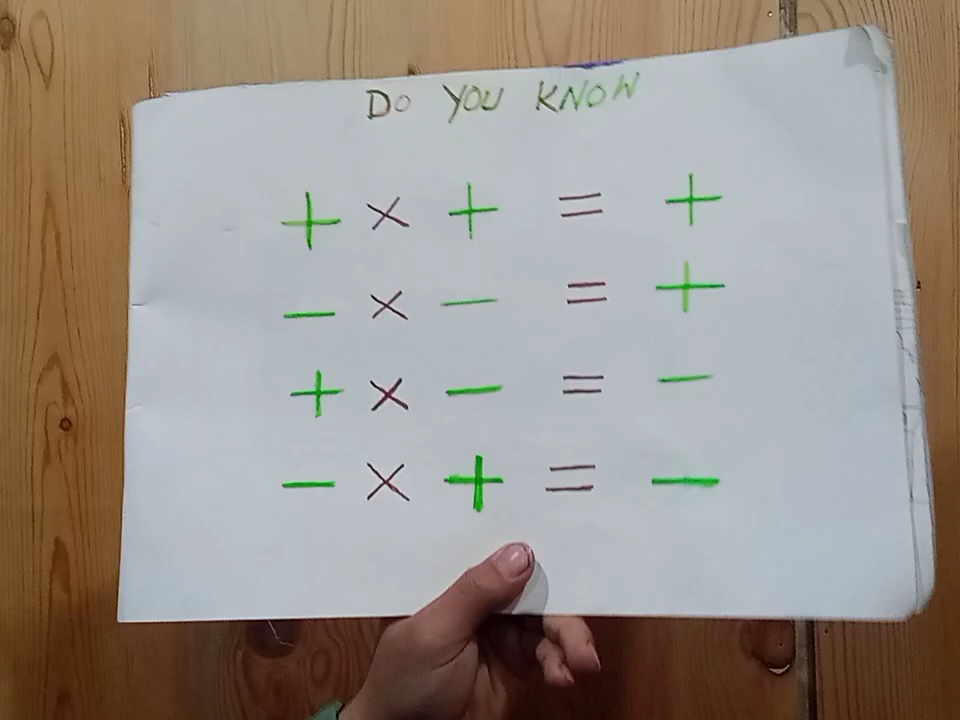 DO YOU KNOW
+ × + = +
− × − = +
+ × − = −
− × + = −